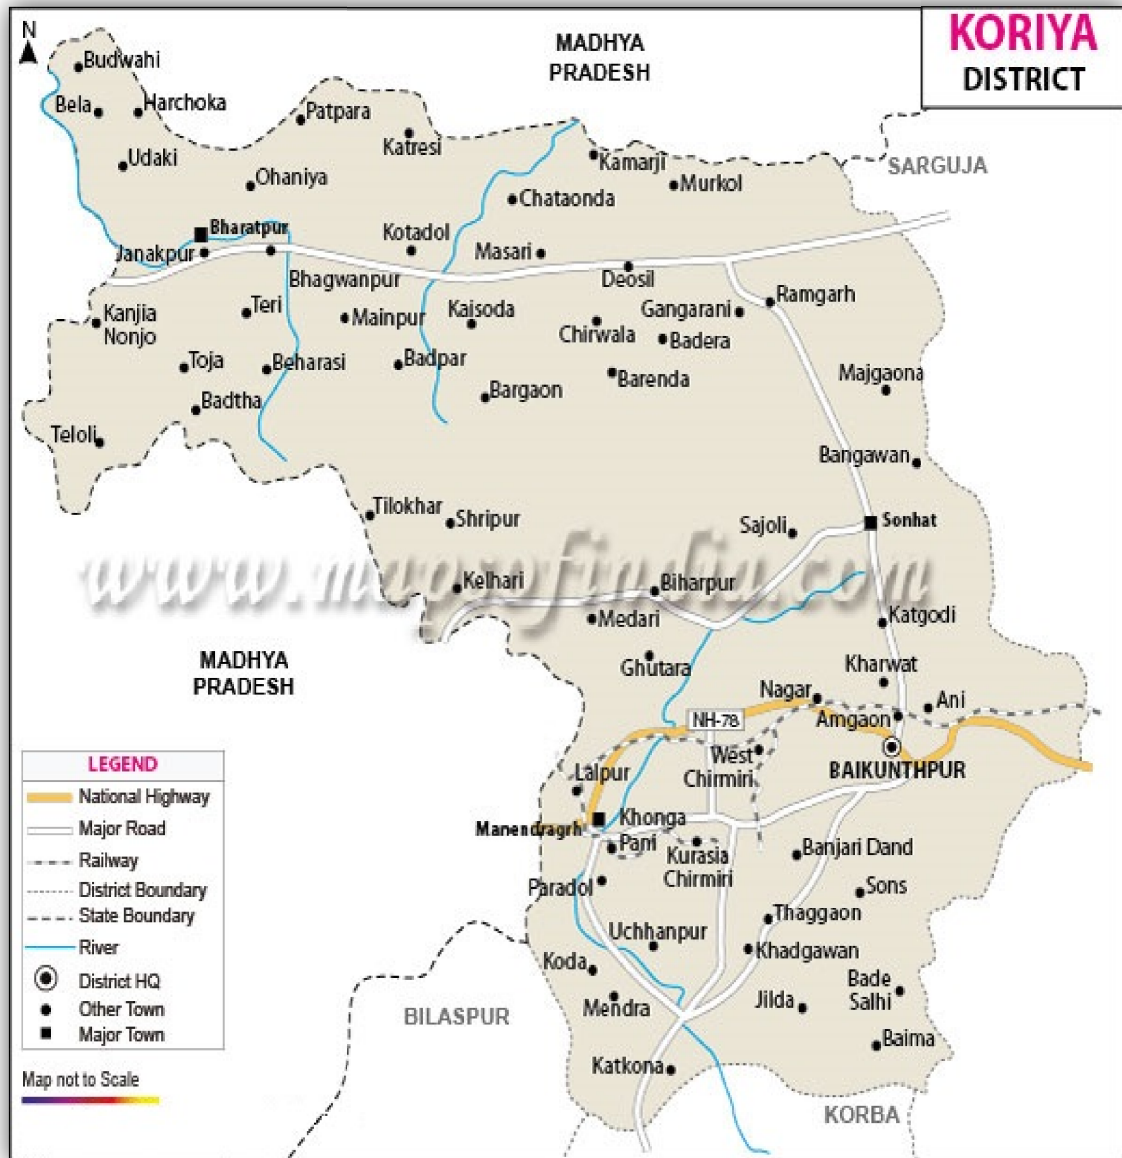 N
KORIYA
DISTRICT
MADHYA
PRADESH
SARGUJA
Budwahi
Bela
Harchoka
Patpara
Katresi
Udaki
Ohaniya
Kamarji
Murkol
Chataonda
Bharatpur
Janakpur
Kotadol
Masari
Bhagwanpur
Deosil
Kanjia
Nonjo
Teri
Mainpur
Kaisoda
Gangarani
Ramgarh
Chirwala
Badera
Toja
Beharasi
Badpar
Barenda
Majgaona
Badtha
Bargaon
Teloli
Bangawan
Tilokhar
Shripur
Sajoli
Sonhat
www.mapsofindia.com
Kelhari
Biharpur
Medari
Katgodi
MADHYA
PRADESH
Ghutara
Kharwat
Nagar
Ani
NH-78
Amgaon
West
Chirmiri
BAIKUNTHPUR
Lalpur
Manendragrh
Khonga
Pani
Kurasia
Chirmiri
Banjari Dand
Paradol
Sons
Thaggaon
Uchhanpur
Khadgawan
Koda
Bade
Salhi
Mendra
Jilda
BILASPUR
Baima
Katkona
KORBA
LEGEND
National Highway
Major Road
Railway
District Boundary
State Boundary
River
District HQ
Other Town
Major Town
Map not to Scale